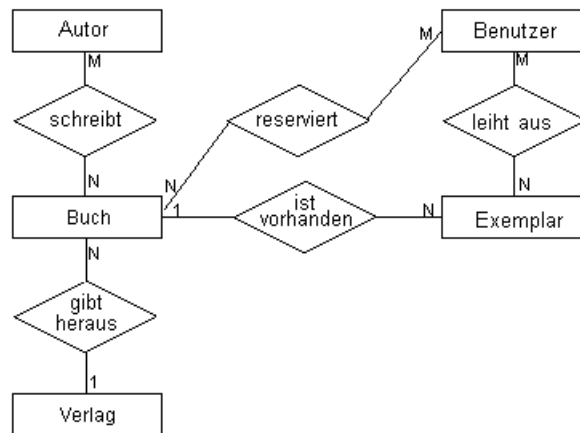 Autor
Benutzer
M
M
M
schreibt
reserviert
leiht aus
N
N
N
Buch
1
ist
vorhanden
N
Exemplar
N
gibt
heraus
1
Verlag